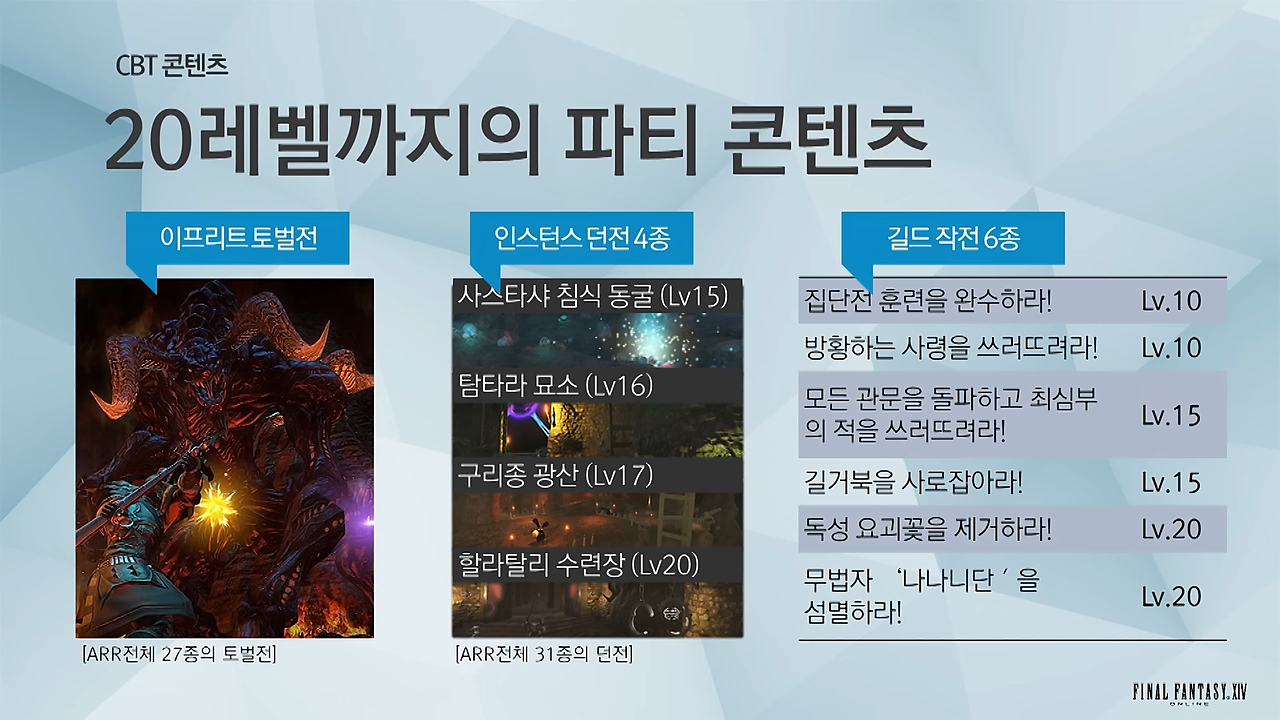 CBT 콘텐츠
20레벨까지의 파티 콘텐츠
이프리트 토벌전
[ARR전체 27종의 토벌전]
인스턴스 던전 4종
사스타샤 침식 동굴 (Lv15)
탐타라 묘소 (Lv16)
구리종 광산 (Lv17)
할라탈리 수련장 (Lv20)
[ARR전체 31종의 던전]
길드 작전 6종
집단전 훈련을 완수하라! Lv.10
방황하는 사령을 쓰러뜨려라! Lv.10
모든 관문을 돌파하고 최심부
의 적을 쓰러뜨려라! Lv.15
길거북을 사로잡아라! Lv.15
독성 요괴꽃을 제거하라! Lv.20
무법자 ‘나나니단´을
섬멸하라! Lv.20
FINAL FANTASY XIV
ONLINE